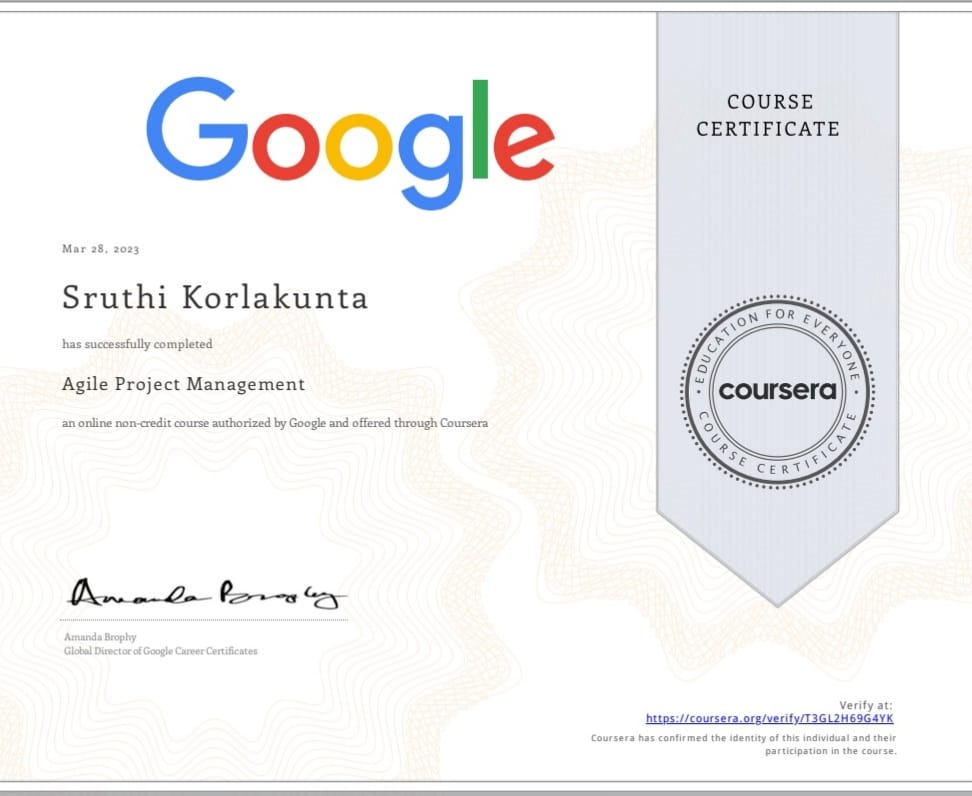 Google
COURSE
CERTIFICATE
Mar 28, 2023
Sruthi Korlakunta
has successfully completed
Agile Project Management
an online non-credit course authorized by Google and offered through Coursera
EDUCATION FOR EVERYONE
coursera
COURSE CERTIFICATE
Amanda Brophy
Amanda Brophy
Global Director of Google Career Certificates
Verify at:
https://coursera.org/verify/T3GL2H69G4YK
Coursera has confirmed the identity of this individual and their
participation in the course.